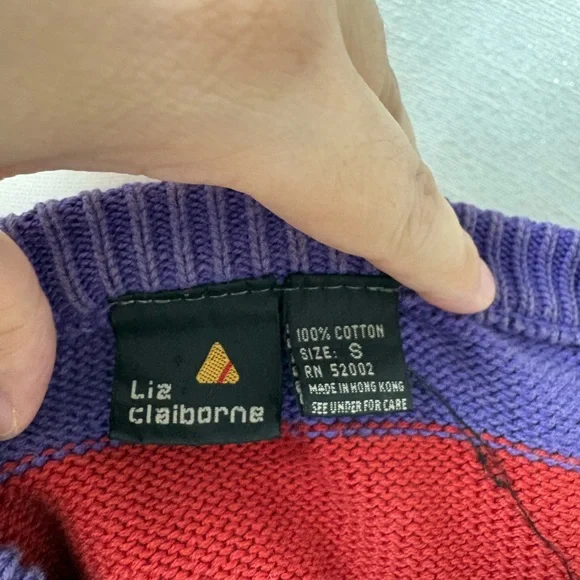 Liz
claiborne
100% COTTON
SIZE: S
RN 52002
MADE IN HONG KONG
SEE UNDER FOR CARE